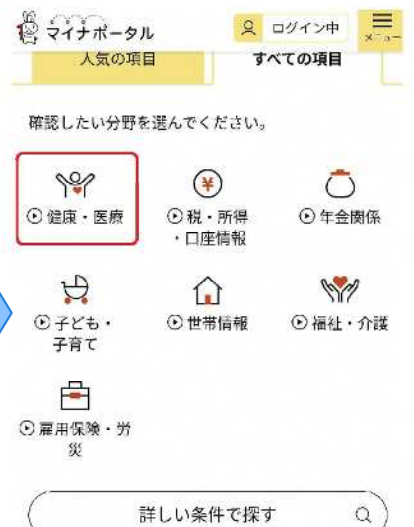 マイナポータル
ログイン中
メニュー
人気の項目
すべての項目
確認したい分野を選んでください。
健康・医療
税・所得
・口座情報
年金関係
子ども・
子育て
世帯情報
福祉・介護
雇用保険・労
災
詳しい条件で探す